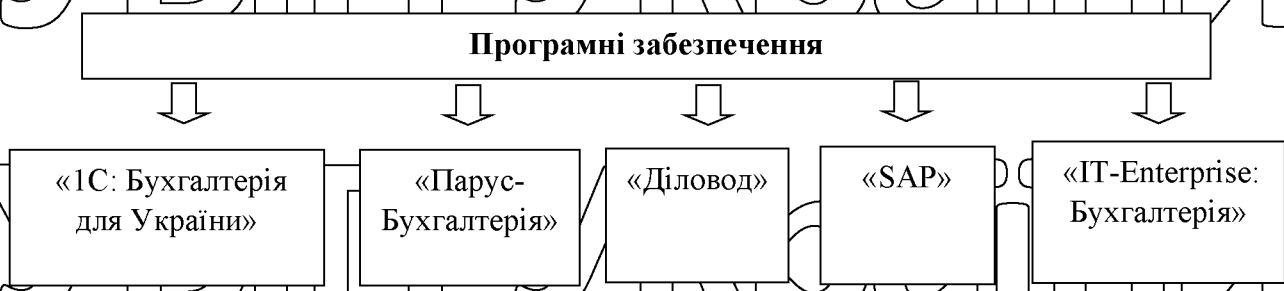 Програмні забезпечення
«1С: Бухгалтерія
для України»
«Парус-
Бухгалтерія»
«Діловод»
«SAP»
«IT-Enterprise:
Бухгалтерія»